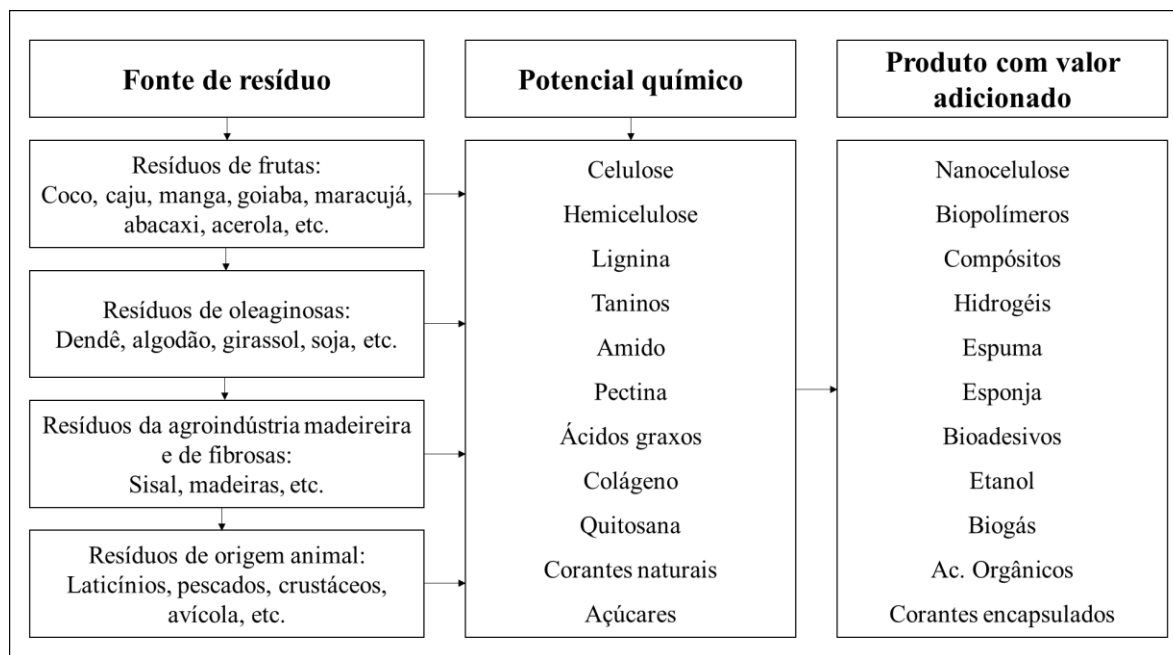 Fonte de resíduo
Resíduos de frutas:
Coco, caju, manga, goiaba, maracujá,
abacaxi, acerola, etc.
Resíduos de oleaginosas:
Dendê, algodão, girassol, soja, etc.
Resíduos da agroindústria madeireira
e de fibrosas:
Sisal, madeiras, etc.
Resíduos de origem animal:
Laticínios, pescados, crustáceos,
avícola, etc.
Potencial químico
Celulose
Hemicelulose
Lignina
Taninos
Amido
Pectina
Ácidos graxos
Colágeno
Quitosana
Corantes naturais
Açúcares
Produto com valor
adicionado
Nanocelulose
Biopolímeros
Compósitos
Hidrogéis
Espuma
Esponja
Bioadesivos
Etanol
Biogás
Ac. Orgânicos
Corantes encapsulados